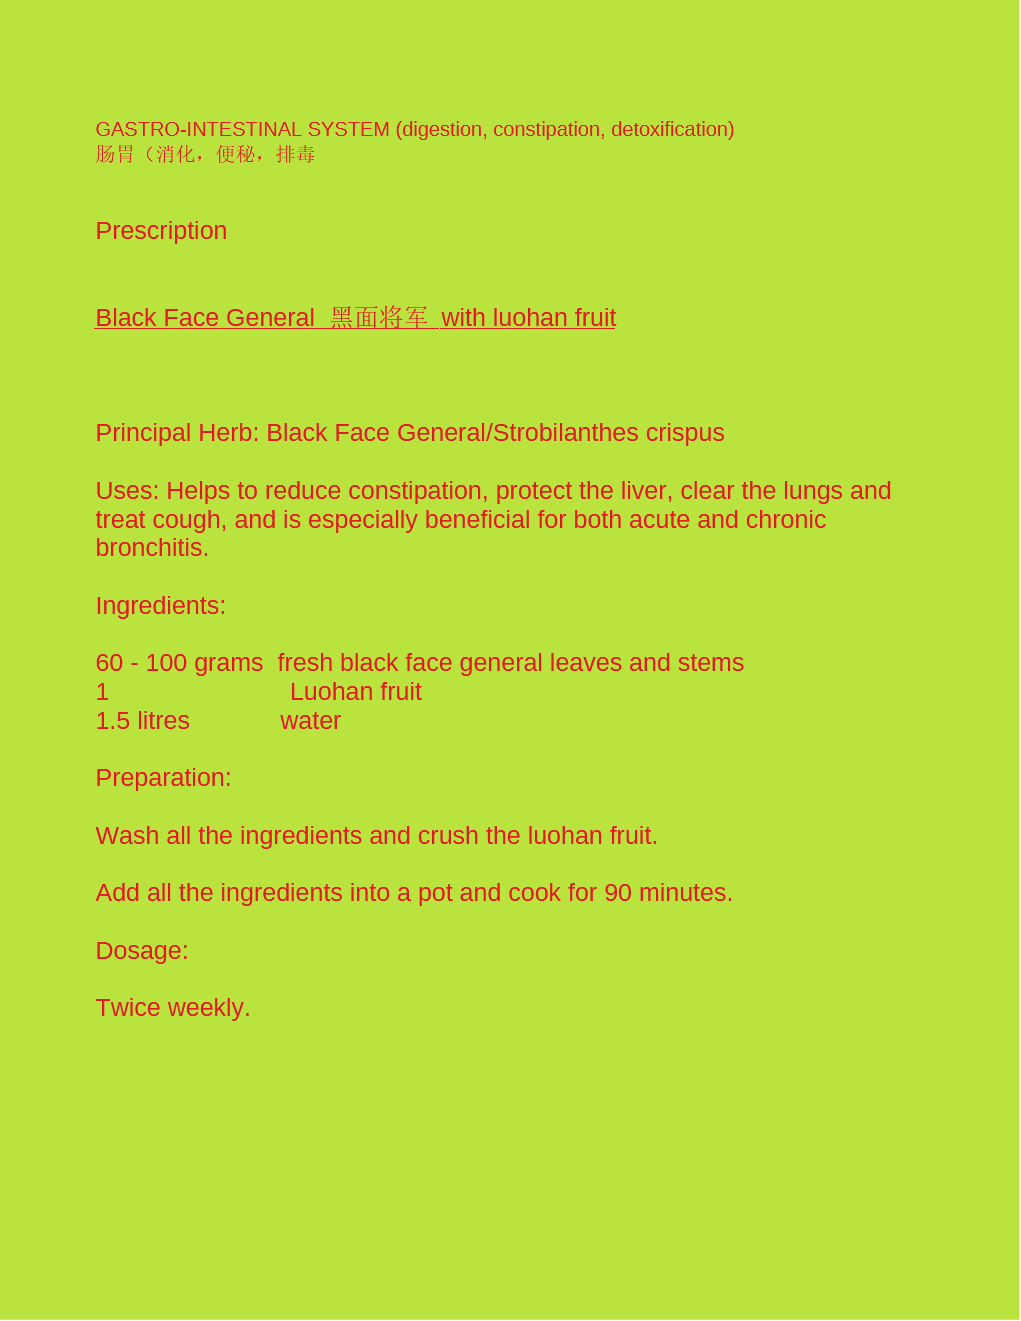 GASTRO-INTESTINAL SYSTEM (digestion, constipation, detoxification)
肠胃（消化，便秘，排毒
Prescription
Black Face General 黑面将军 with luohan fruit
Principal Herb: Black Face General/Strobilanthes crispus
Uses: Helps to reduce constipation, protect the liver, clear the lungs and
treat cough, and is especially beneficial for both acute and chronic
bronchitis.
Ingredients:
60 - 100 grams fresh black face general leaves and stems
1 Luohan fruit
1.5 litres water
Preparation:
Wash all the ingredients and crush the luohan fruit.
Add all the ingredients into a pot and cook for 90 minutes.
Dosage:
Twice weekly.